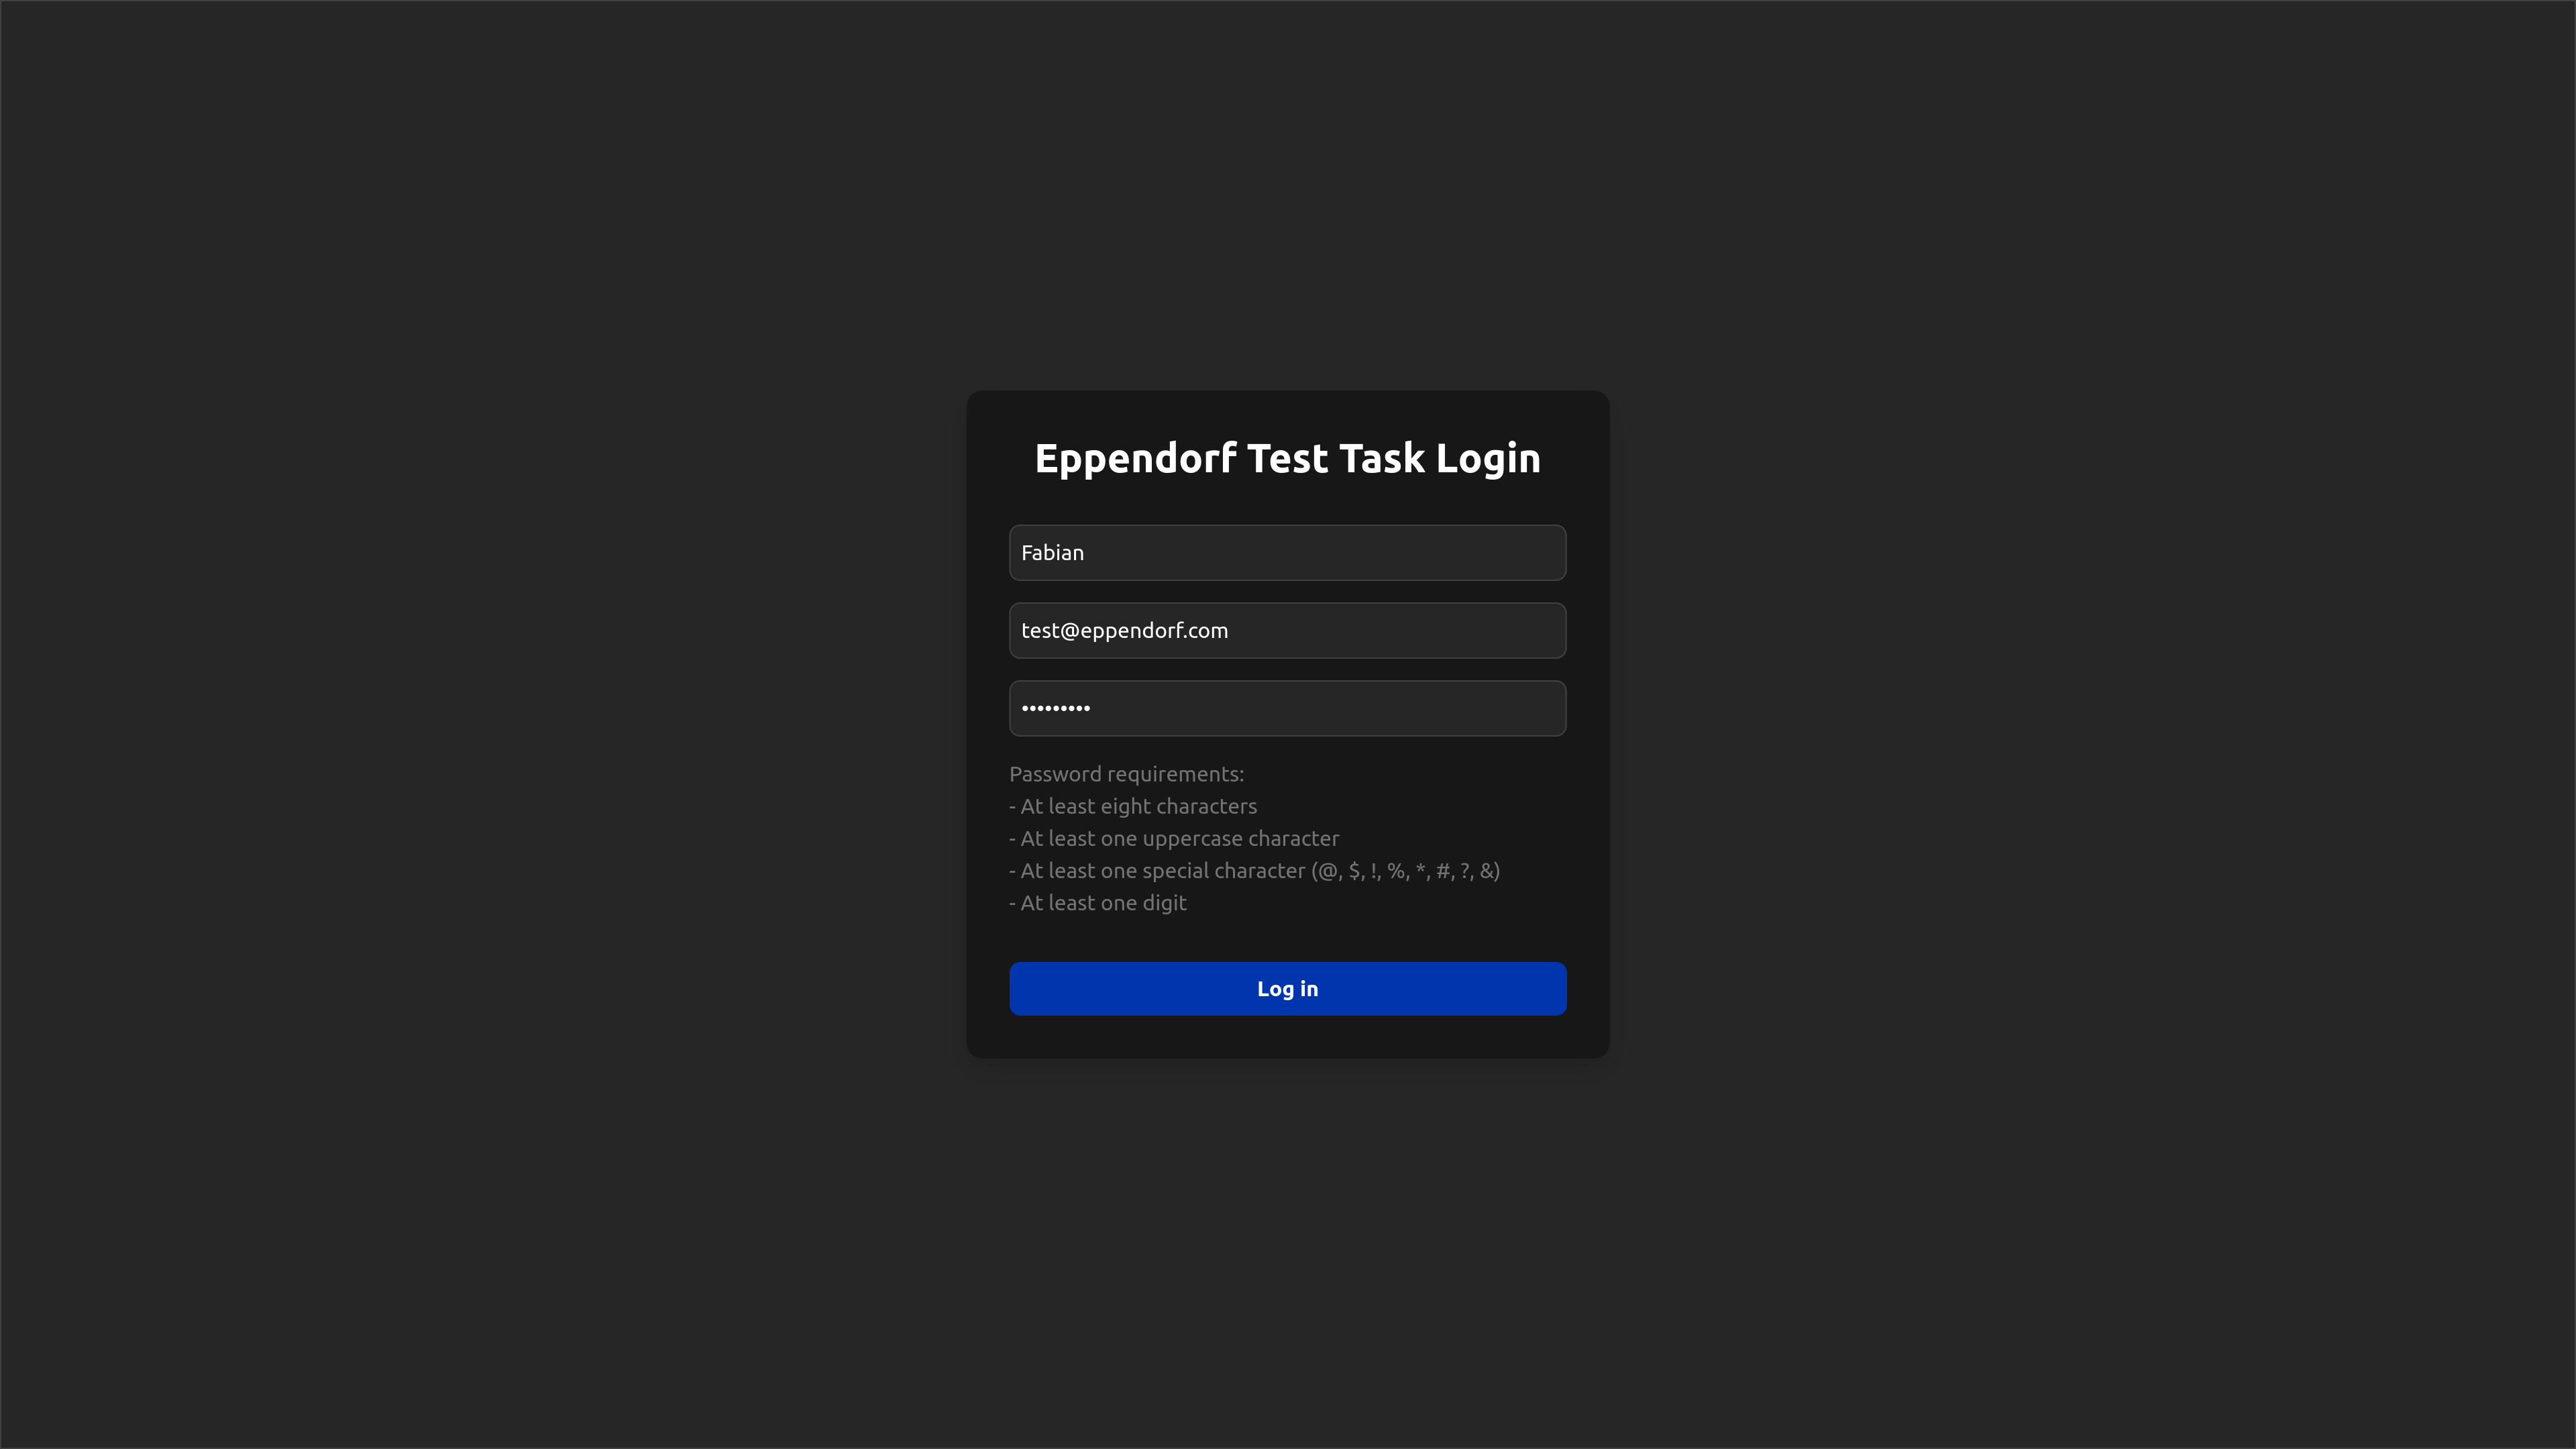 Eppendorf Test Task Login
Fabian
test@eppendorf.com
•••••••••
Password requirements:
- At least eight characters
- At least one uppercase character
- At least one special character (@, $, !, %, *, #, ?, &)
- At least one digit
Log in